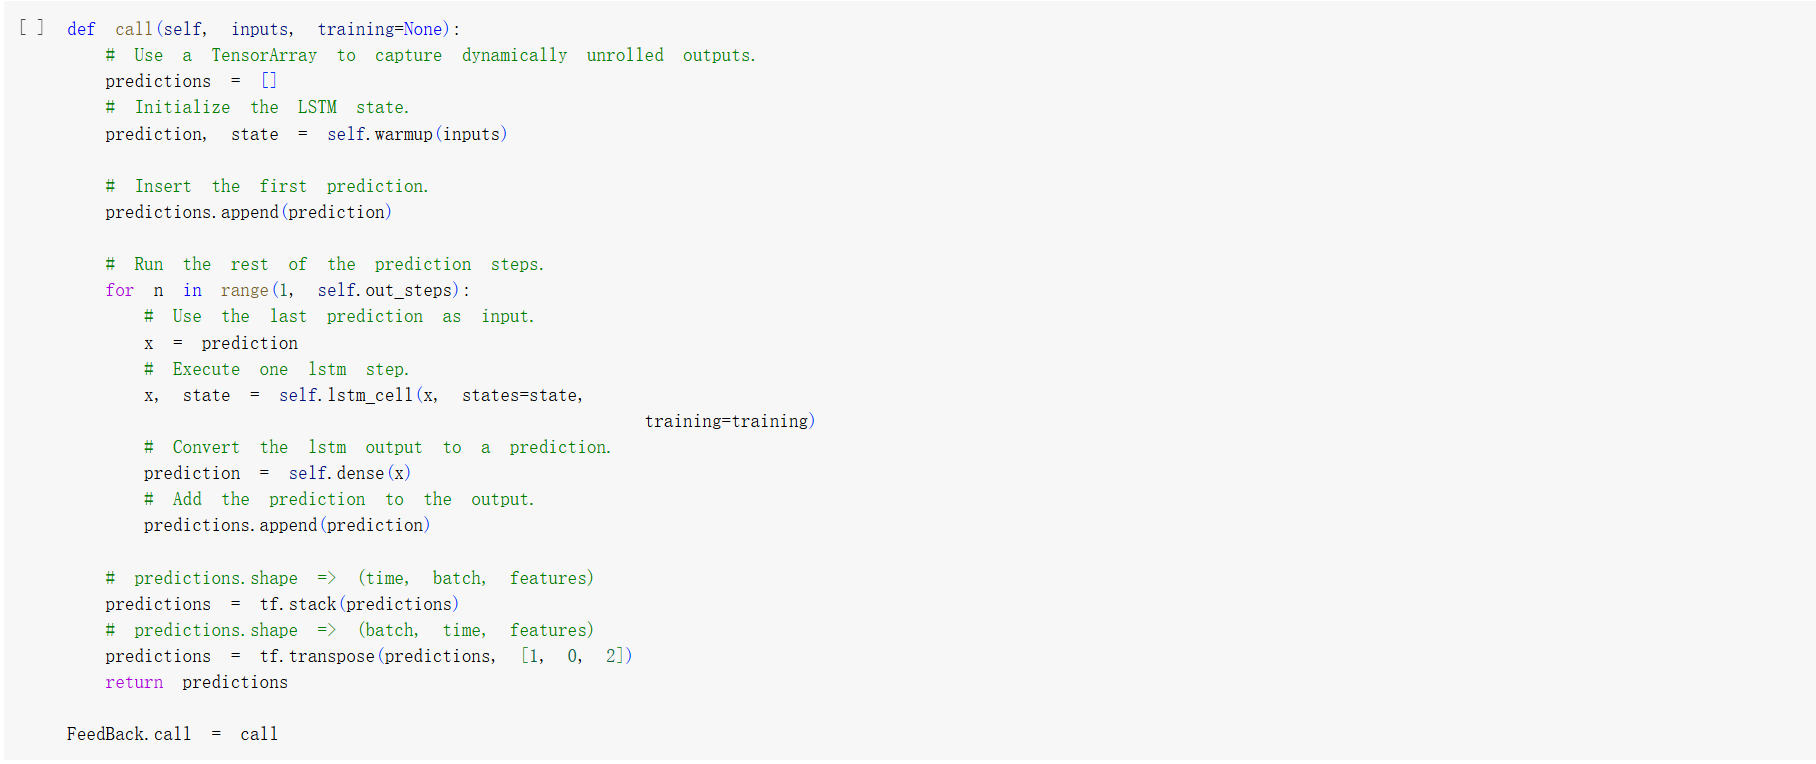 [ ] def call(self, inputs, training=None):
# Use a TensorArray to capture dynamically unrolled outputs.
predictions = []
# Initialize the LSTM state.
prediction, state = self.warmup(inputs)
# Insert the first prediction.
predictions.append(prediction)
# Run the rest of the prediction steps.
for n in range(1, self.out_steps):
# Use the last prediction as input.
x = prediction
# Execute one lstm step.
x, state = self.lstm_cell(x, states=state,
training=training)
# Convert the lstm output to a prediction.
prediction = self.dense(x)
# Add the prediction to the output.
predictions.append(prediction)
# predictions.shape => (time, batch, features)
predictions = tf.stack(predictions)
# predictions.shape => (batch, time, features)
predictions = tf.transpose(predictions, [1, 0, 2])
return predictions
FeedBack.call = call